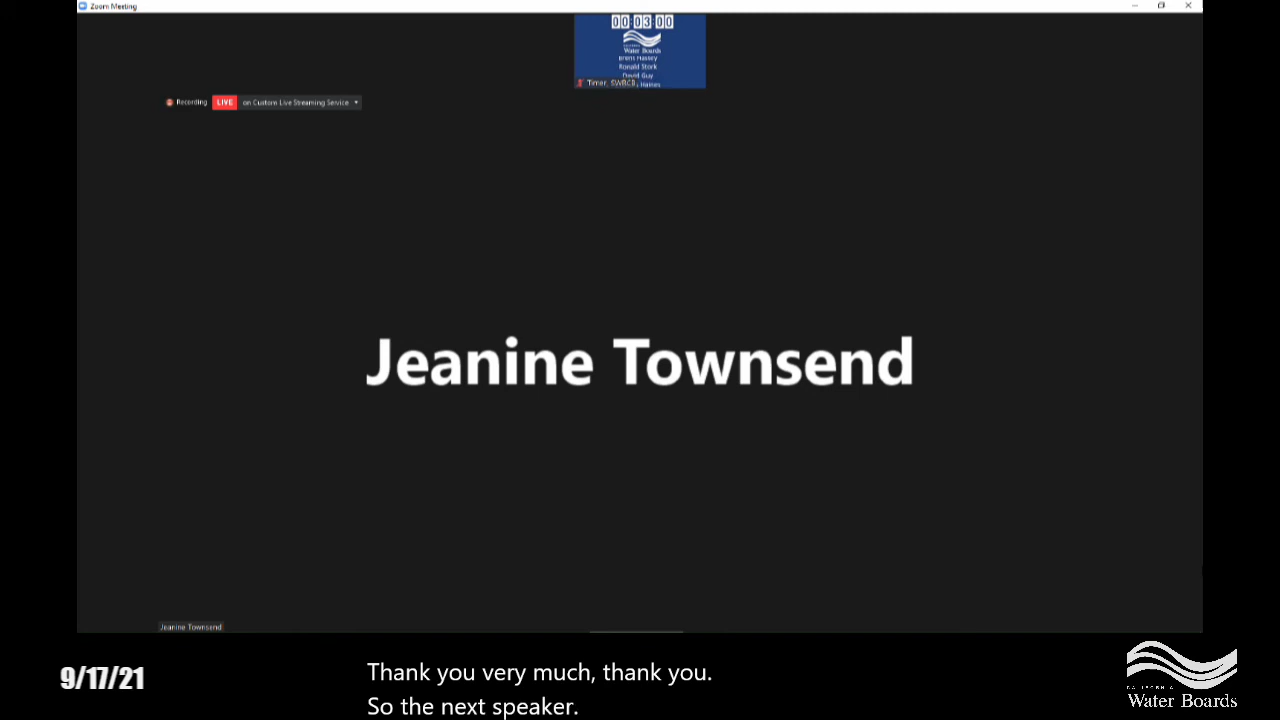 Zoom Meeting
00:03:00
Water Boards
Ronald Stork
David Guy
Timer, SWRCB
Haines
Recording LIVE on Custom Live Streaming Service
Jeanine Townsend
Jeanine Townsend
9/17/21
Thank you very much, thank you.
So the next speaker.
CALIFORNIA
Water Boards